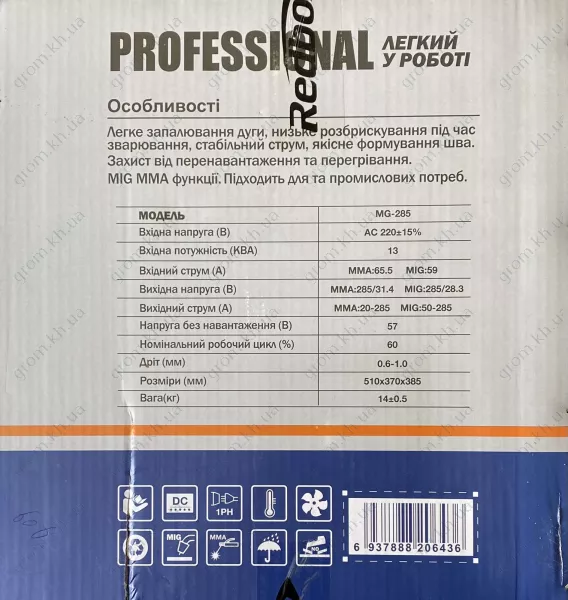 PROFESSIONAL ЛЕГКИЙ
У РОБОТІ
Redbo
Особливості
Легке запалювання дуги, низьке розбрискування під час
зварювання, стабільний струм, якісне формування шва.
Захист від перенавантаження та перегрівання.
MIG MMA функції. Підходить для та промислових потреб.
МОДЕЛЬ MG-285
Вхідна напруга (В) AC 220±15%
Вхідна потужність (КВА) 13
Вхідний струм (А) MMA:65.5 MIG:59
Вихідна напруга (В) MMA:285/31.4 MIG:285/28.3
Вихідний струм (А) MMA:20-285 MIG:50-285
Напруга без навантаження (В) 57
Номінальний робочий цикл (%) 60
Дріт (мм) 0.6-1.0
Розміри (мм) 510x370x385
Вага(кг) 14±0.5
DC
1PH
MIG
MMA
NO
6 937888 206436
grom.kh.ua